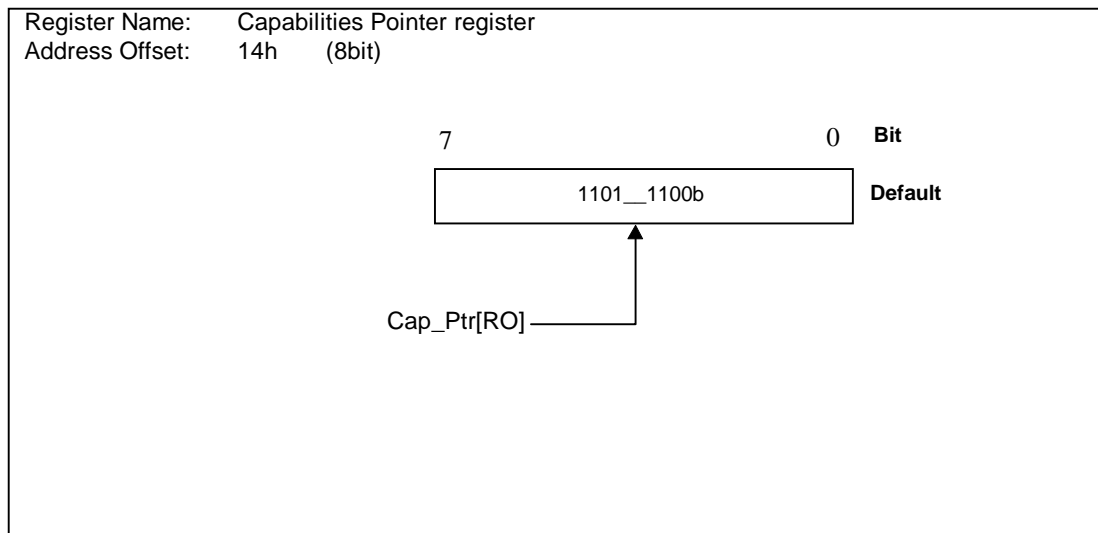 Register Name: Capabilities Pointer register
Address Offset: 14h (8bit)
7 0 Bit
1101__1100b Default
Cap_Ptr[RO]